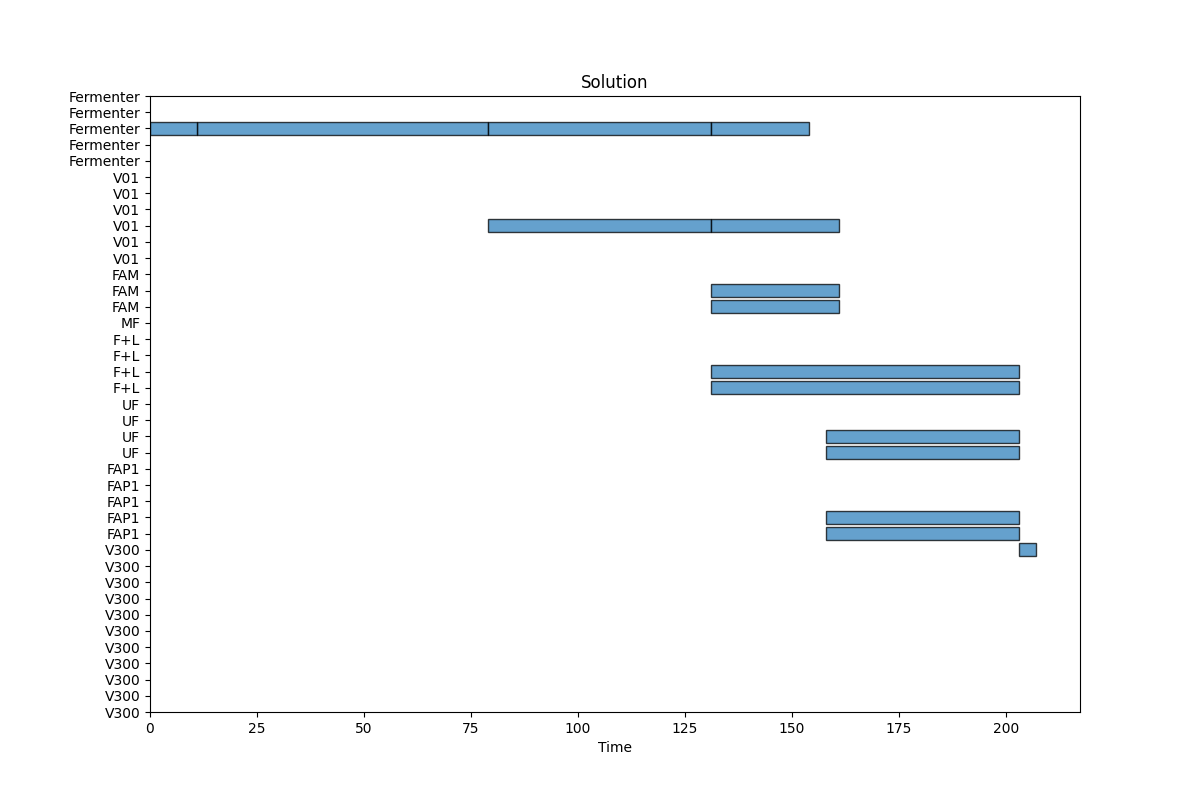 Solution
Fermenter
Fermenter
Fermenter
Fermenter
Fermenter
V01
V01
V01
V01
V01
V01
FAM
FAM
FAM
MF
F+L
F+L
F+L
F+L
UF
UF
UF
UF
FAP1
FAP1
FAP1
FAP1
FAP1
V300
V300
V300
V300
V300
V300
V300
V300
V300
V300
V300
0 25 50 75 100 125 150 175 200
Time